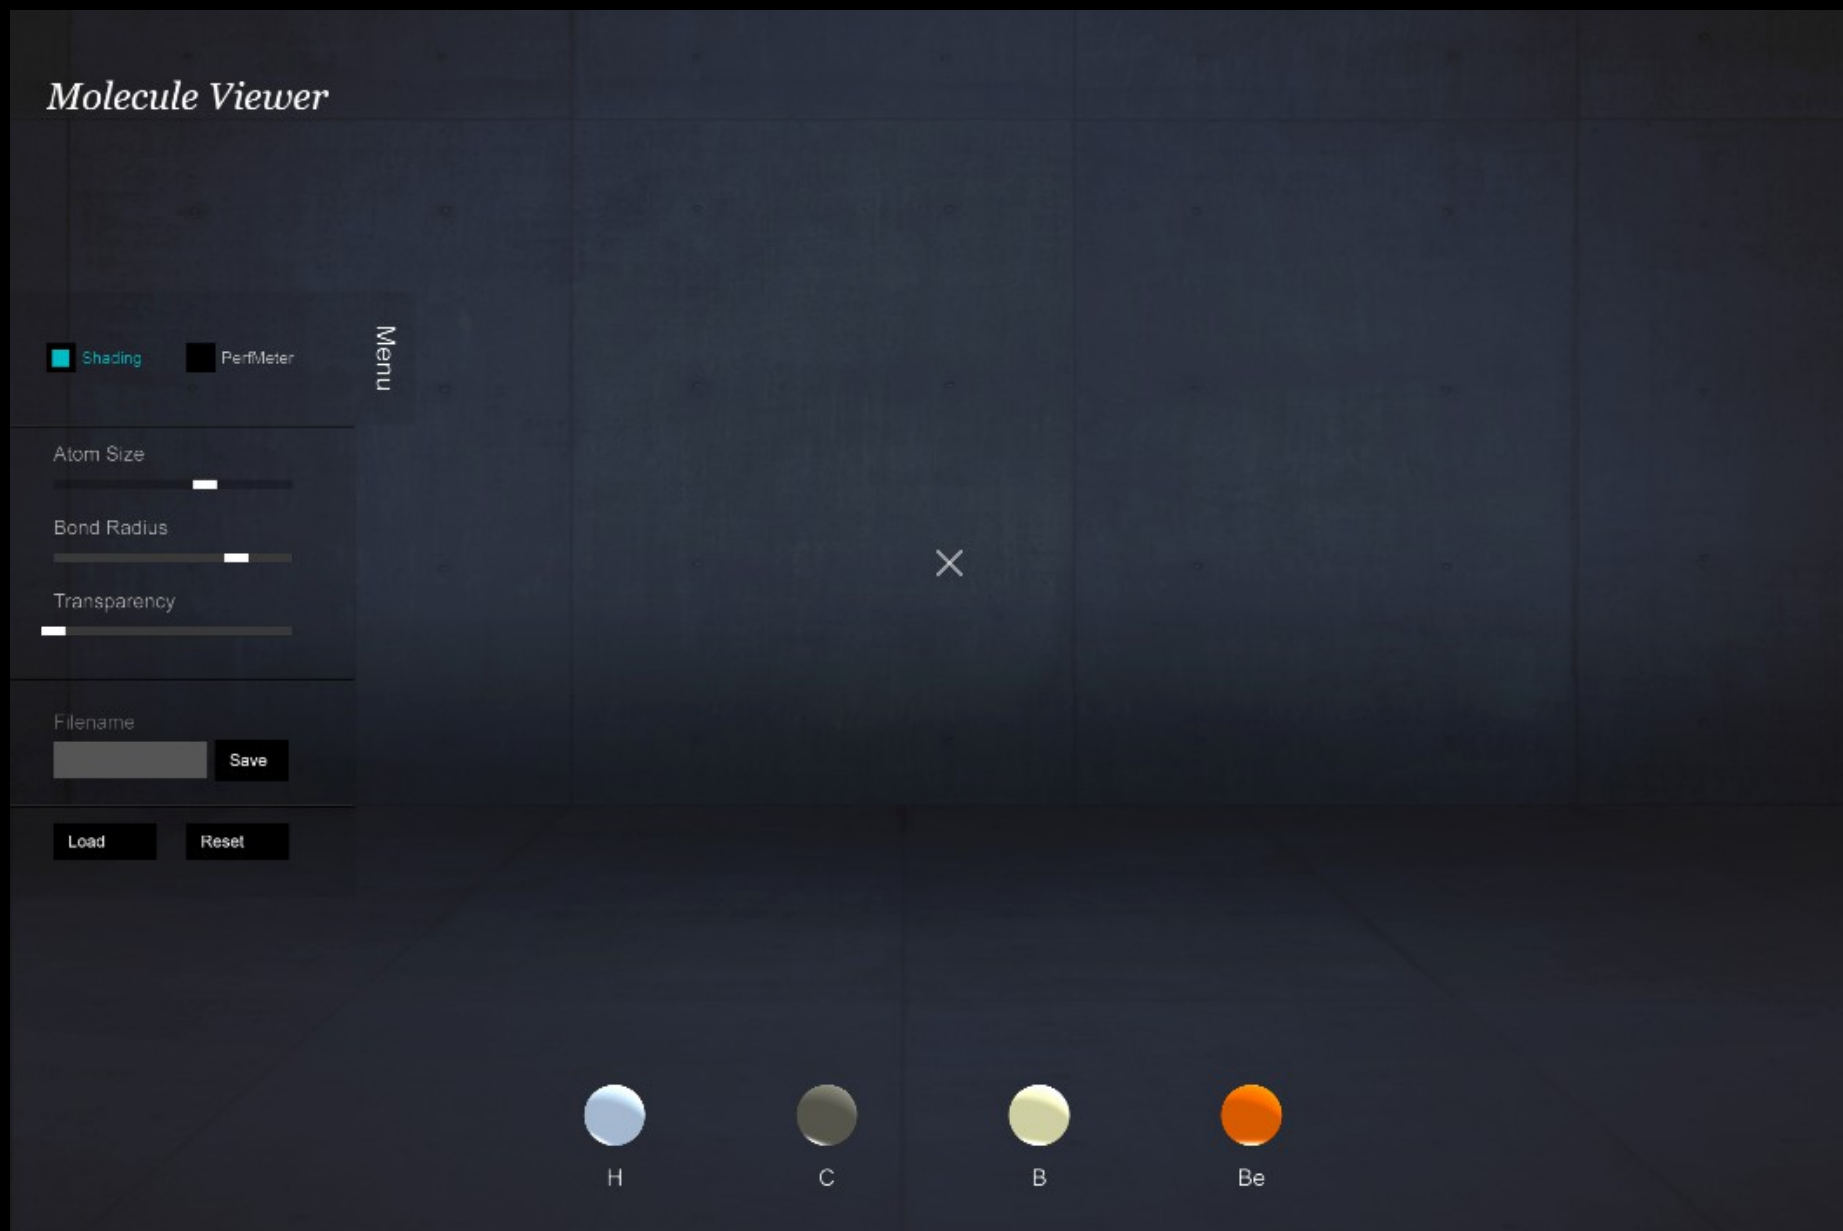 Molecule Viewer
Menu
Shading
PerfMeter
Atom Size
Bond Radius
Transparency
Filename
Save
Load
Reset
H
C
B
Be